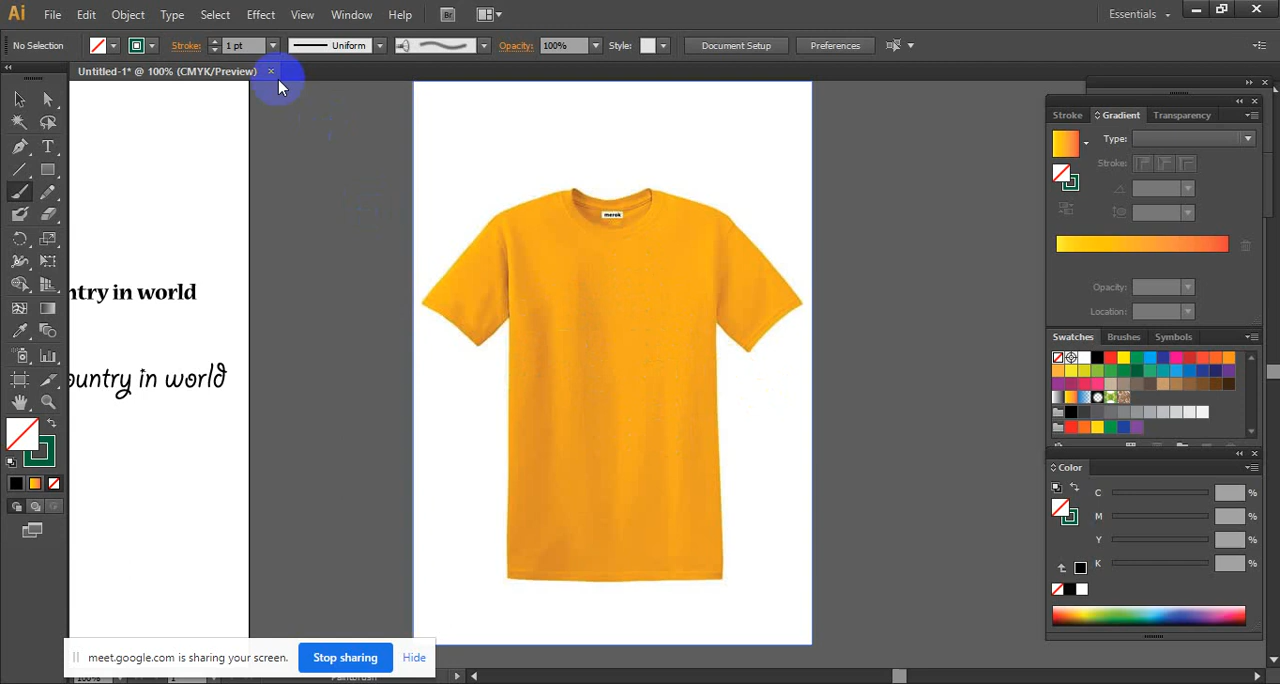 Ai File Edit Object Type Select Effect View Window Help Br Essentials
No Selection Stroke: 1 pt Uniform Opacity: 100% Style: Document Setup Preferences
Untitled-1* @ 100% (CMYK/Preview)
Stroke Gradient Transparency
Type:
Stroke:
Opacity:
Location:
merok
ntry in world
ountry in world
Swatches Brushes Symbols
Color
C %
M %
Y %
K %
meet.google.com is sharing your screen. Stop sharing Hide